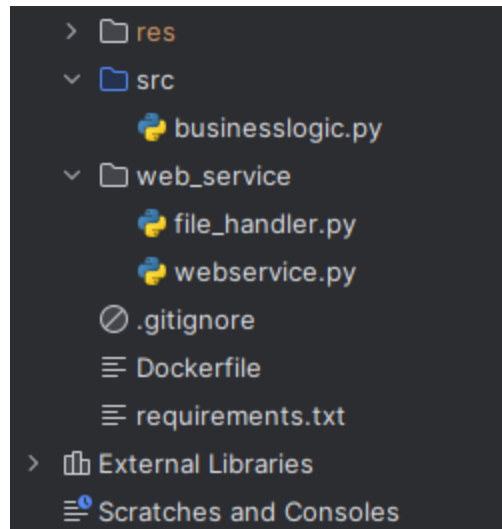 res
src
businesslogic.py
web_service
file_handler.py
webservice.py
.gitignore
Dockerfile
requirements.txt
External Libraries
Scratches and Consoles